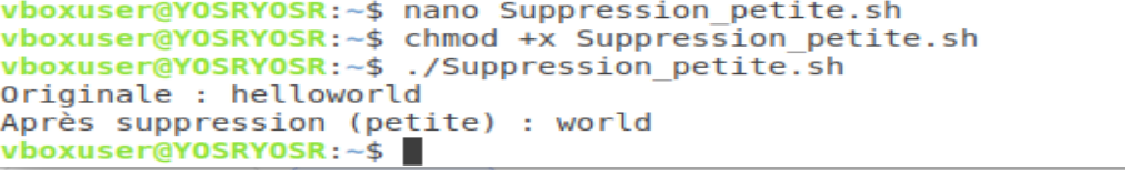 vboxuser@YOSRYOSR:~$ nano Suppression_petite.sh
vboxuser@YOSRYOSR:~$ chmod +x Suppression_petite.sh
vboxuser@YOSRYOSR:~$ ./Suppression_petite.sh
Originale : helloworld
Après suppression (petite) : world
vboxuser@YOSRYOSR:~$